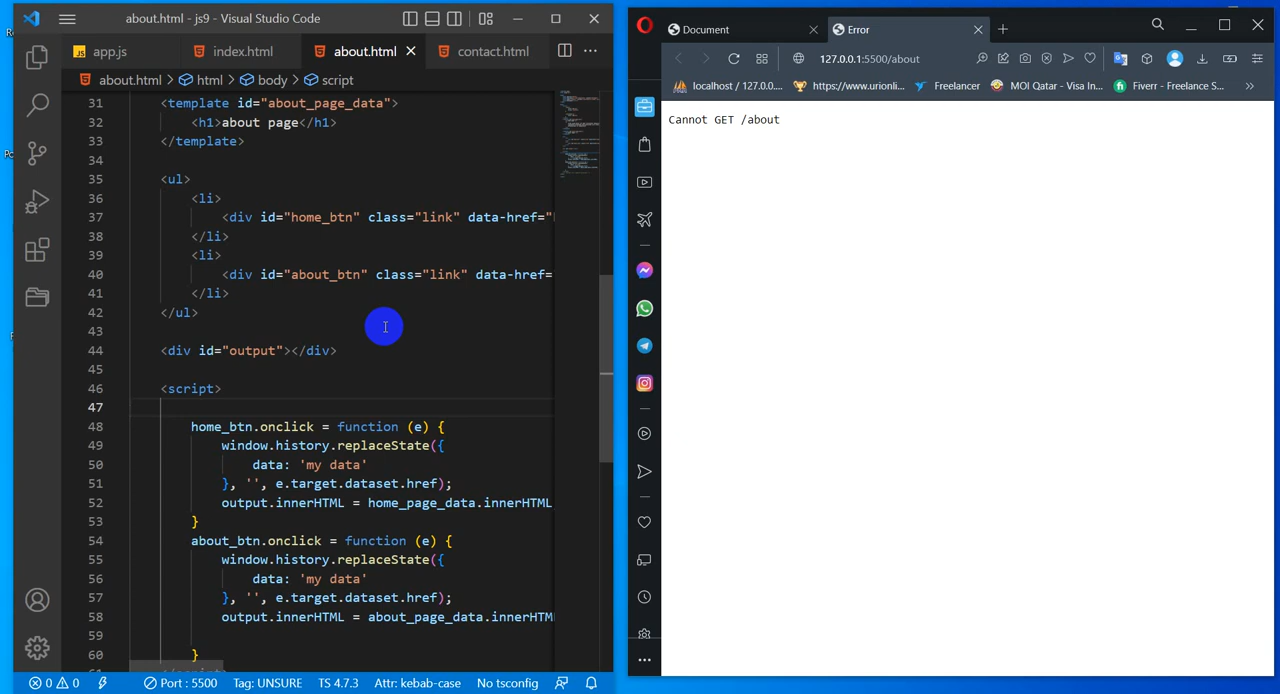 about.html - js9 - Visual Studio Code
JS app.js
index.html
about.html
contact.html
about.html > html > body > script
31 <template id="about_page_data">
32 <h1>about page</h1>
33 </template>
34
35 <ul>
36 <li>
37 <div id="home_btn" class="link" data-href="
38 </li>
39 <li>
40 <div id="about_btn" class="link" data-href=
41 </li>
42 </ul>
43
44 <div id="output"></div>
45
46 <script>
47
48 home_btn.onclick = function (e) {
49 window.history.replaceState({
50 data: 'my data'
51 }, '', e.target.dataset.href);
52 output.innerHTML = home_page_data.innerHTML
53 }
54 about_btn.onclick = function (e) {
55 window.history.replaceState({
56 data: 'my data'
57 }, '', e.target.dataset.href);
58 output.innerHTML = about_page_data.innerHTM
59
60 }
0 0 Port : 5500 Tag: UNSURE TS 4.7.3 Attr: kebab-case No tsconfig
Document
Error
127.0.0.1:5500/about
localhost / 127.0.0.... https://www.urionli... Freelancer MOI Qatar - Visa In... Fiverr - Freelance S...
Cannot GET /about